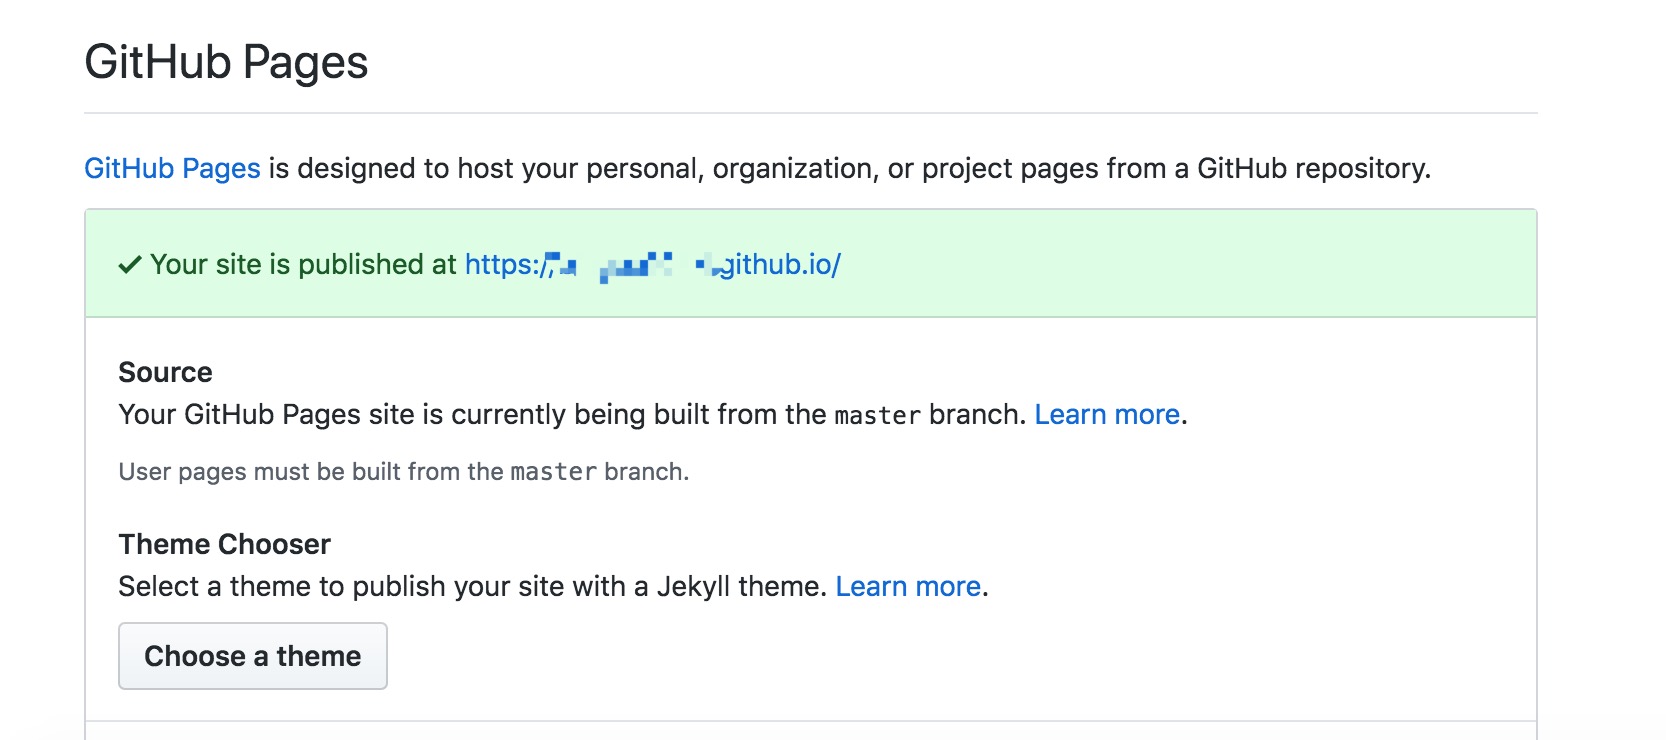 GitHub Pages
GitHub Pages is designed to host your personal, organization, or project pages from a GitHub repository.
Your site is published at https:// github.io/
Source
Your GitHub Pages site is currently being built from the master branch. Learn more.
User pages must be built from the master branch.
Theme Chooser
Select a theme to publish your site with a Jekyll theme. Learn more.
Choose a theme